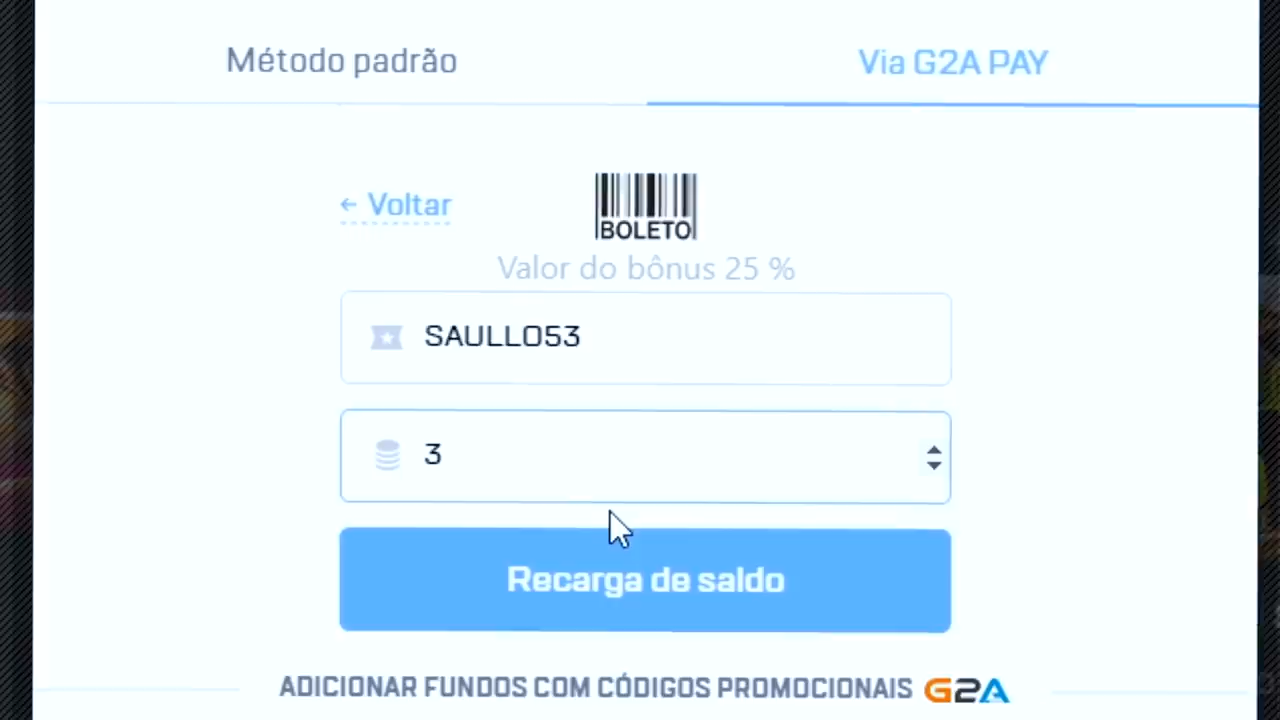 Método padrão
Via G2A PAY
← Voltar
BOLETO
Valor do bônus 25 %
SAULLO53
3
Recarga de saldo
ADICIONAR FUNDOS COM CÓDIGOS PROMOCIONAIS G2A